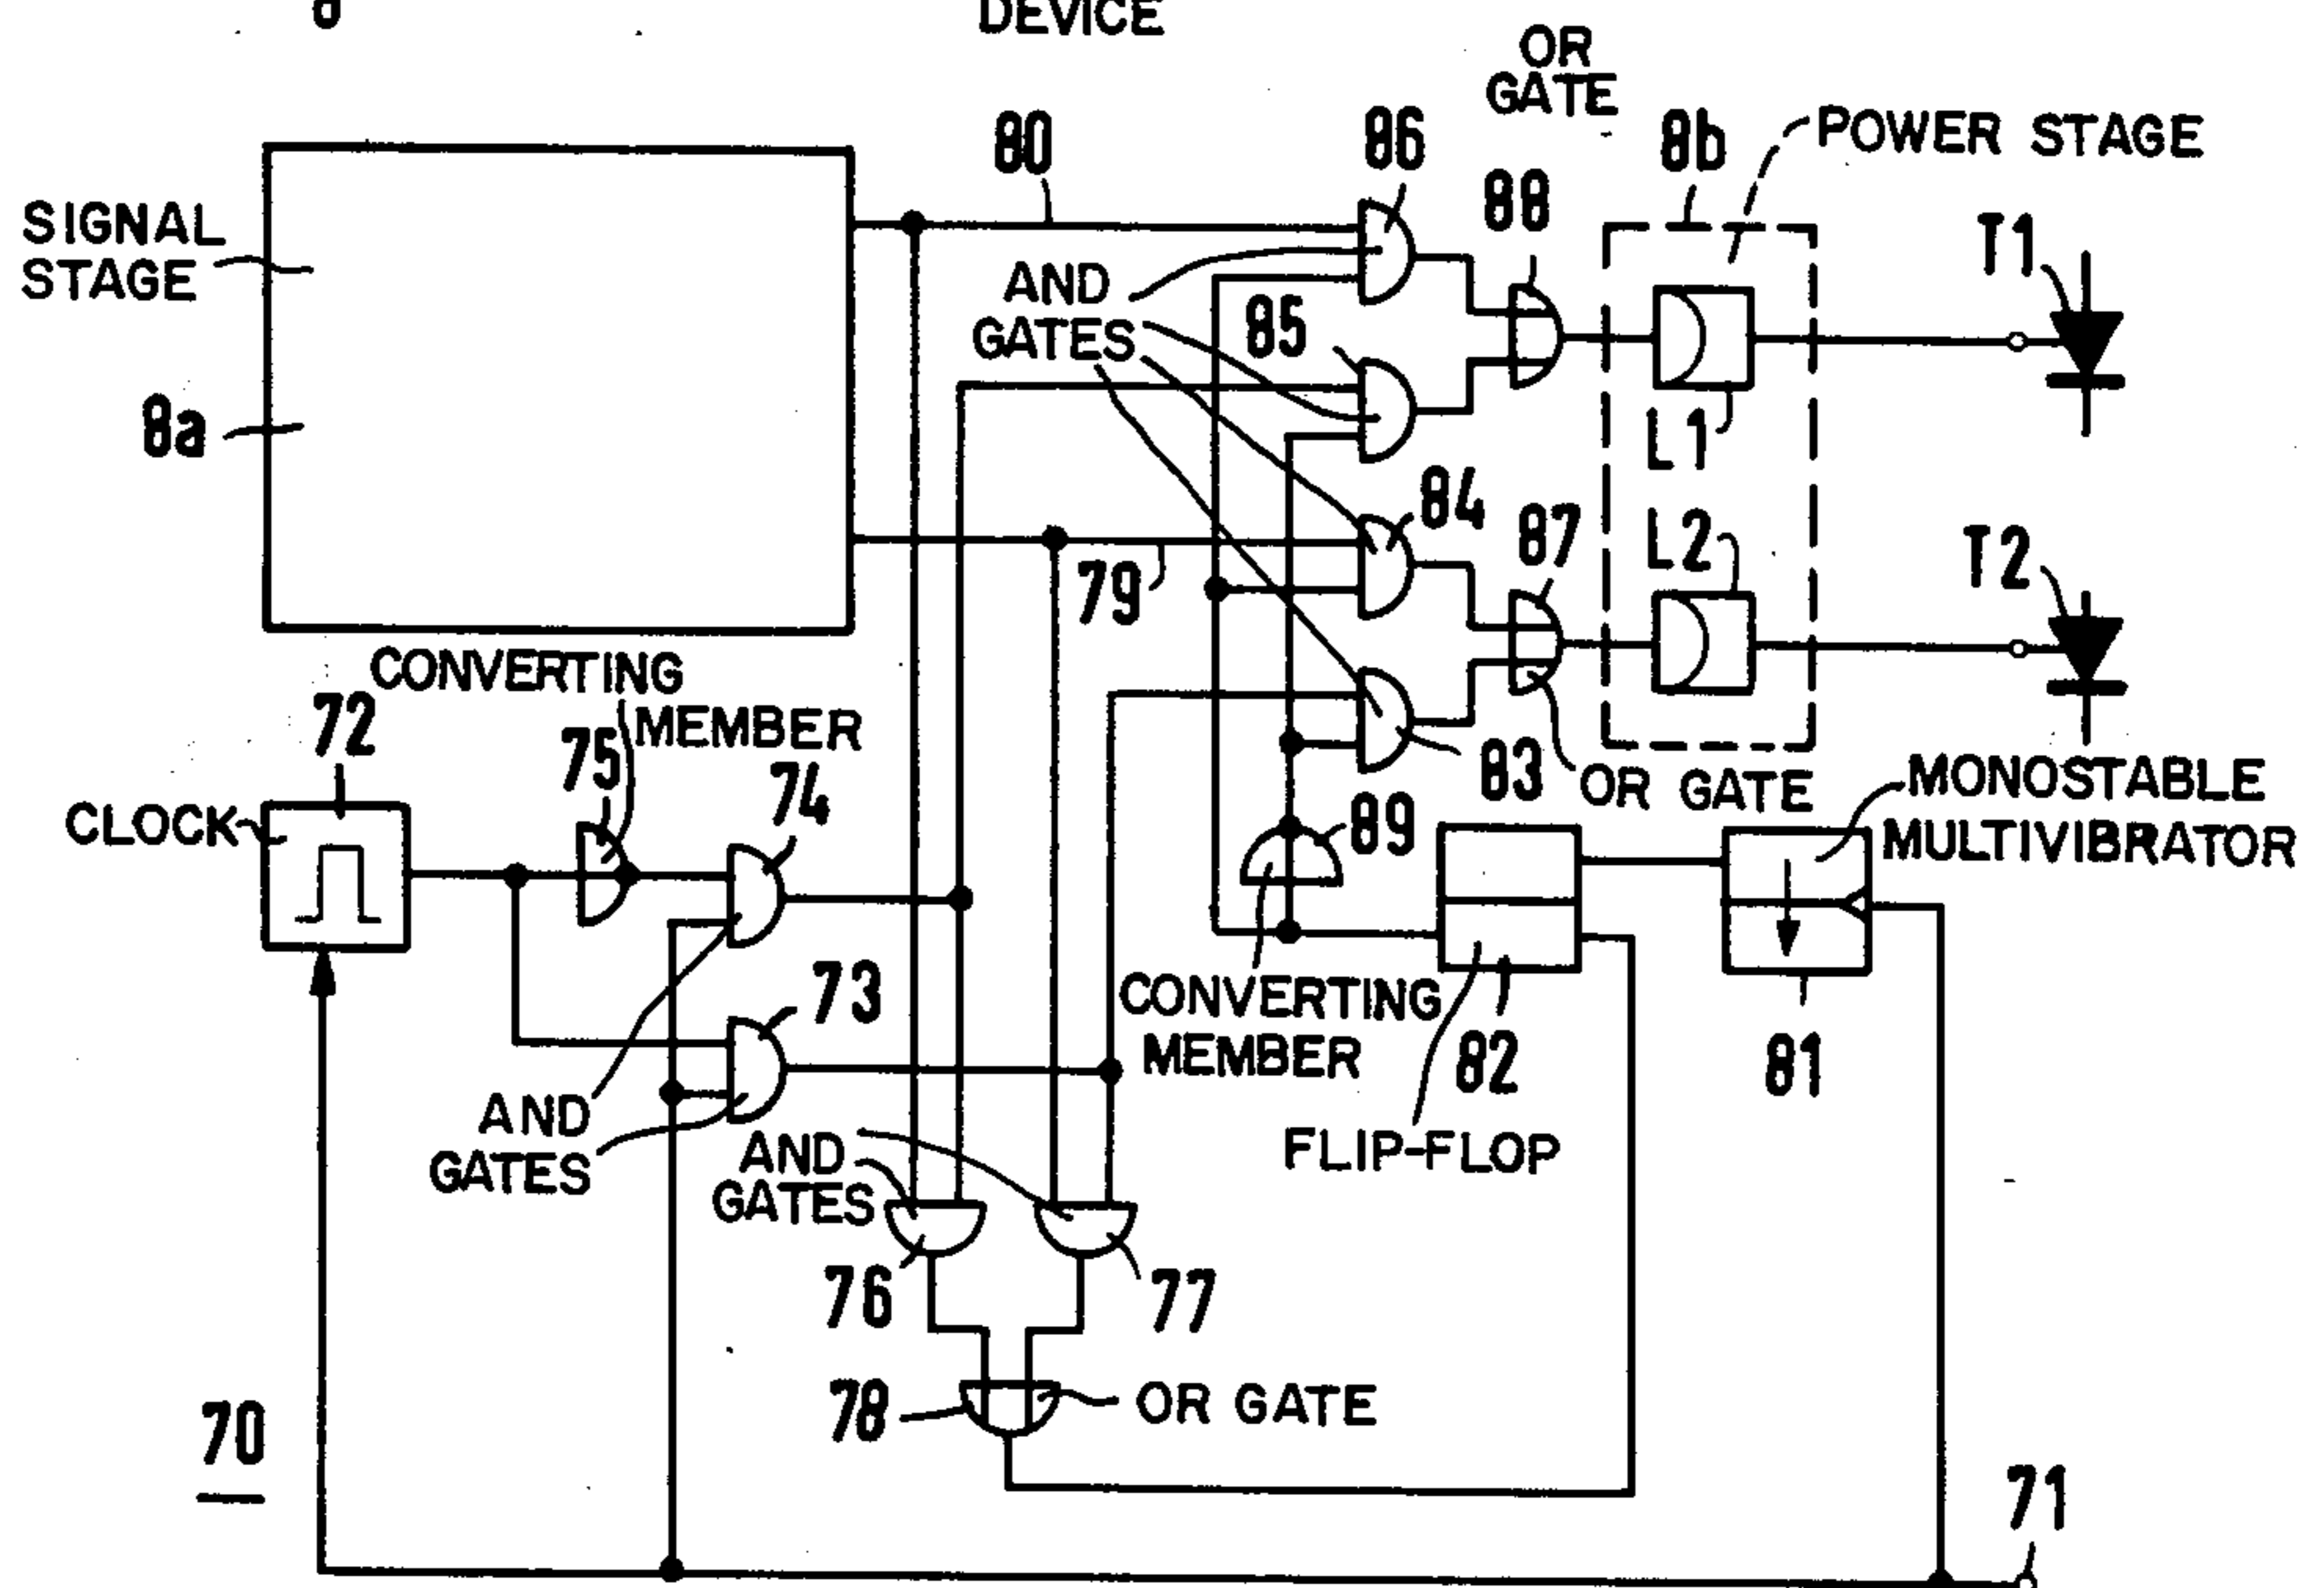 DEVICE
OR
GATE
80
86
8b
POWER STAGE
88
SIGNAL
STAGE
T1
AND
GATES
85
8a
L1
84
87
L2
T2
79
CONVERTING
MEMBER
72
75
74
83
OR GATE
MONOSTABLE
MULTIVIBRATOR
CLOCK
89
73
CONVERTING
MEMBER
82
81
AND
GATES
AND
GATES
FLIP-FLOP
76
77
78
OR GATE
70
71